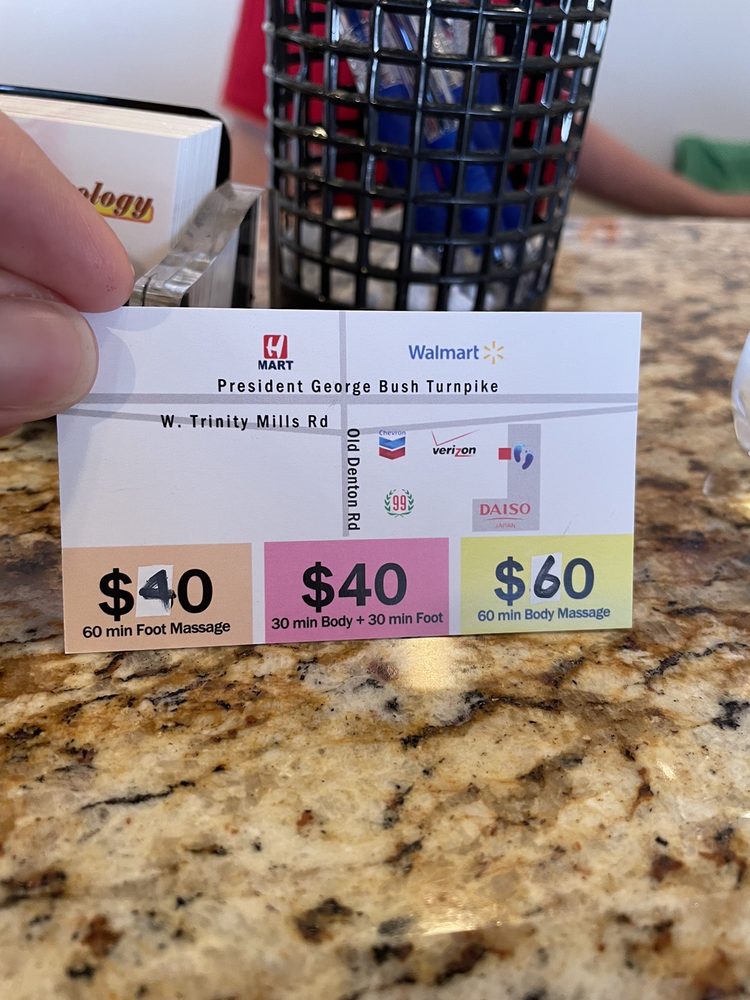 ology
H
MART
Walmart
President George Bush Turnpike
W. Trinity Mills Rd
Old Denton Rd
Chevron
verizon
99
DAISO
JAPAN
$40
60 min Foot Massage
$40
30 min Body + 30 min Foot
$60
60 min Body Massage